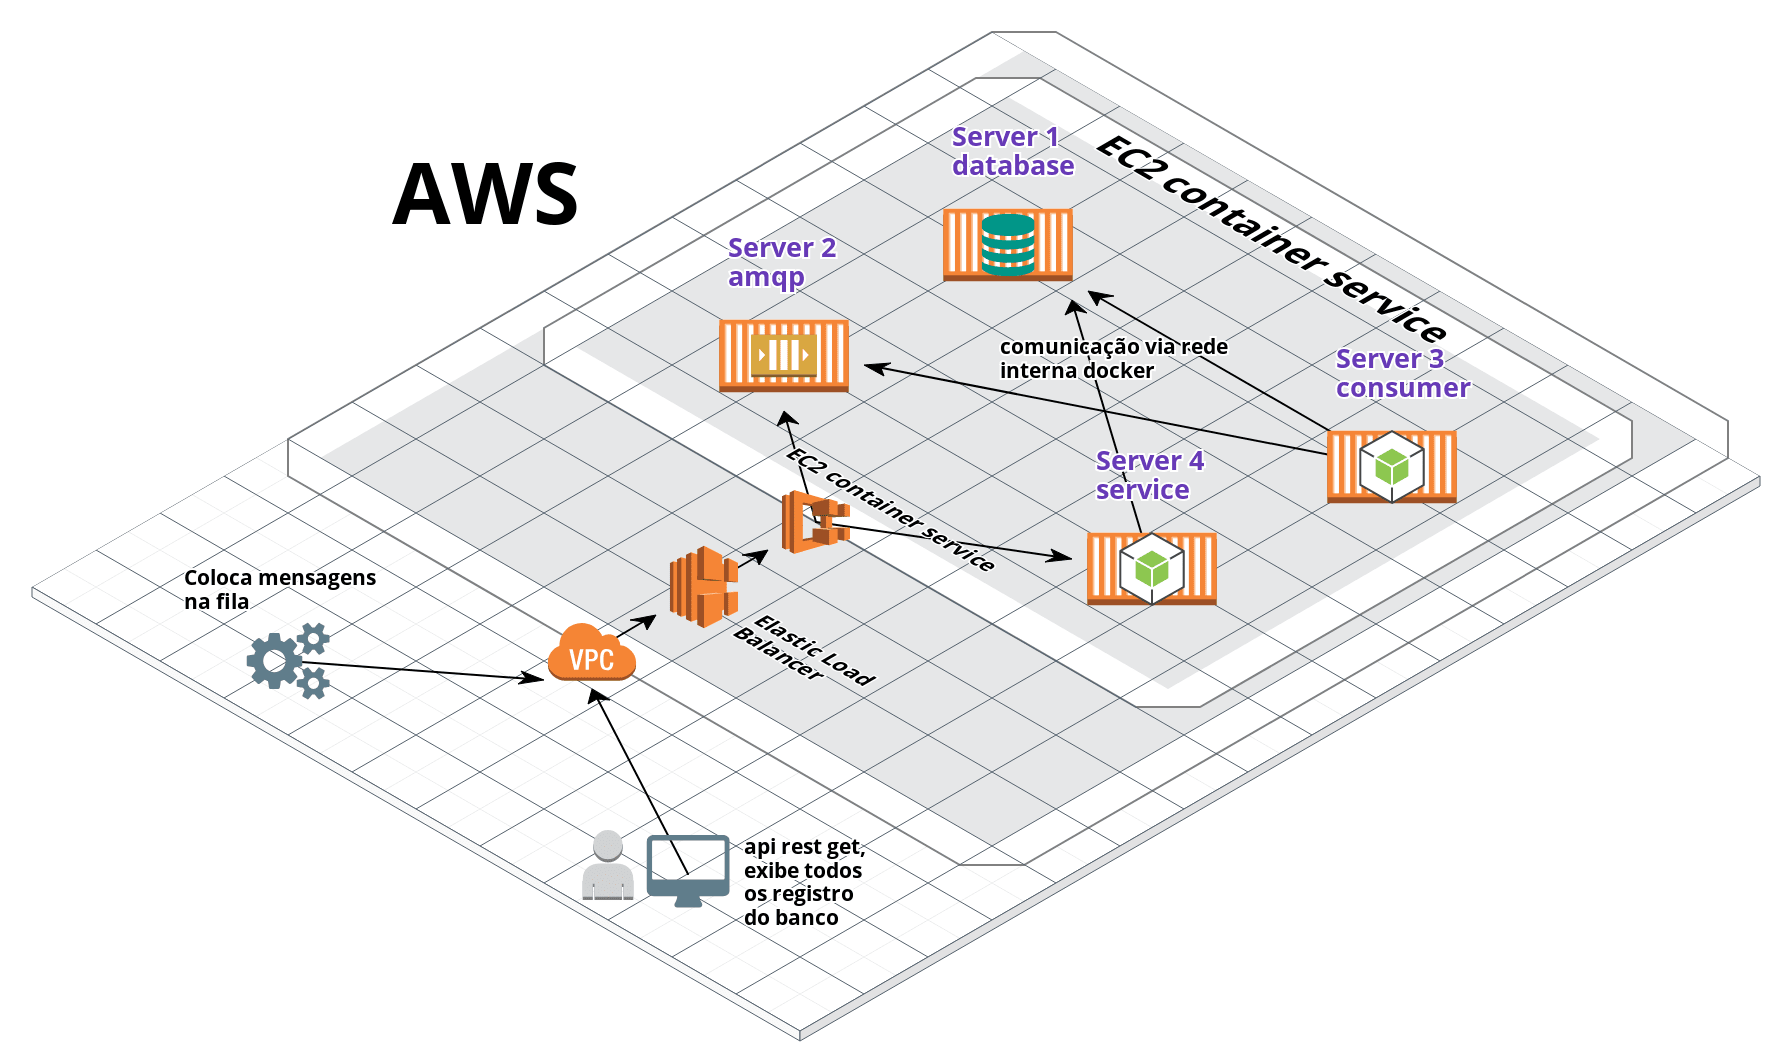 AWS
Server 1
database
EC2 container service
Server 2
amqp
comunicação via rede
interna docker
Server 3
consumer
EC2 container service
Server 4
service
Coloca mensagens
na fila
VPC
Elastic Load
Balancer
api rest get,
exibe todos
os registro
do banco